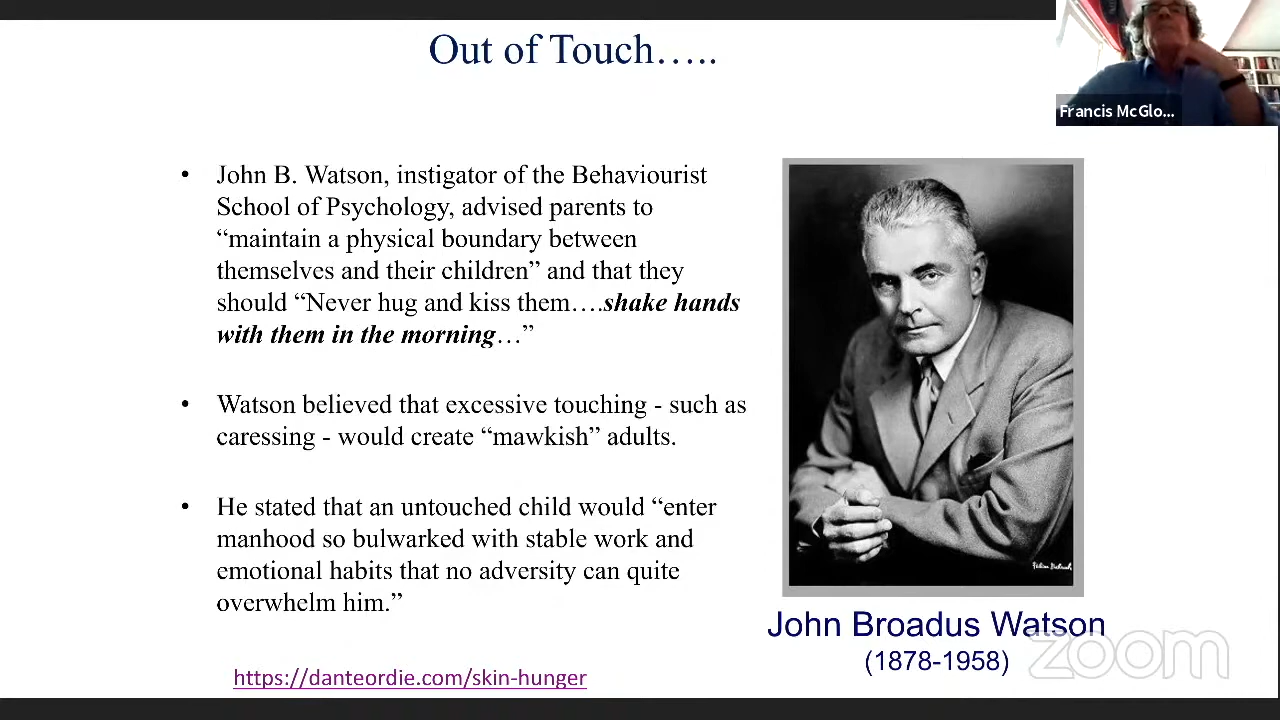 Out of Touch…..
Francis McGlo...
• John B. Watson, instigator of the Behaviourist
School of Psychology, advised parents to
“maintain a physical boundary between
themselves and their children” and that they
should “Never hug and kiss them….shake hands
with them in the morning…”
• Watson believed that excessive touching - such as
caressing - would create “mawkish” adults.
• He stated that an untouched child would “enter
manhood so bulwarked with stable work and
emotional habits that no adversity can quite
overwhelm him.”
https://danteordie.com/skin-hunger
John Broadus Watson
(1878-1958)
zoom